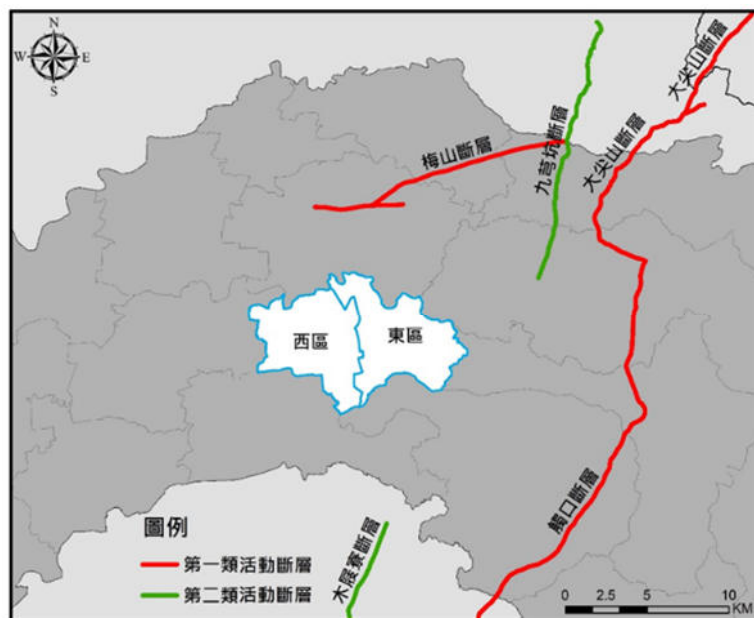 N
W E
S
大尖山斷層
梅山斷層
九芎坑斷層
大尖山斷層
西區
東區
觸口斷層
木屐寮斷層
圖例
第一類活動斷層
第二類活動斷層
0 2.5 5 10
KM